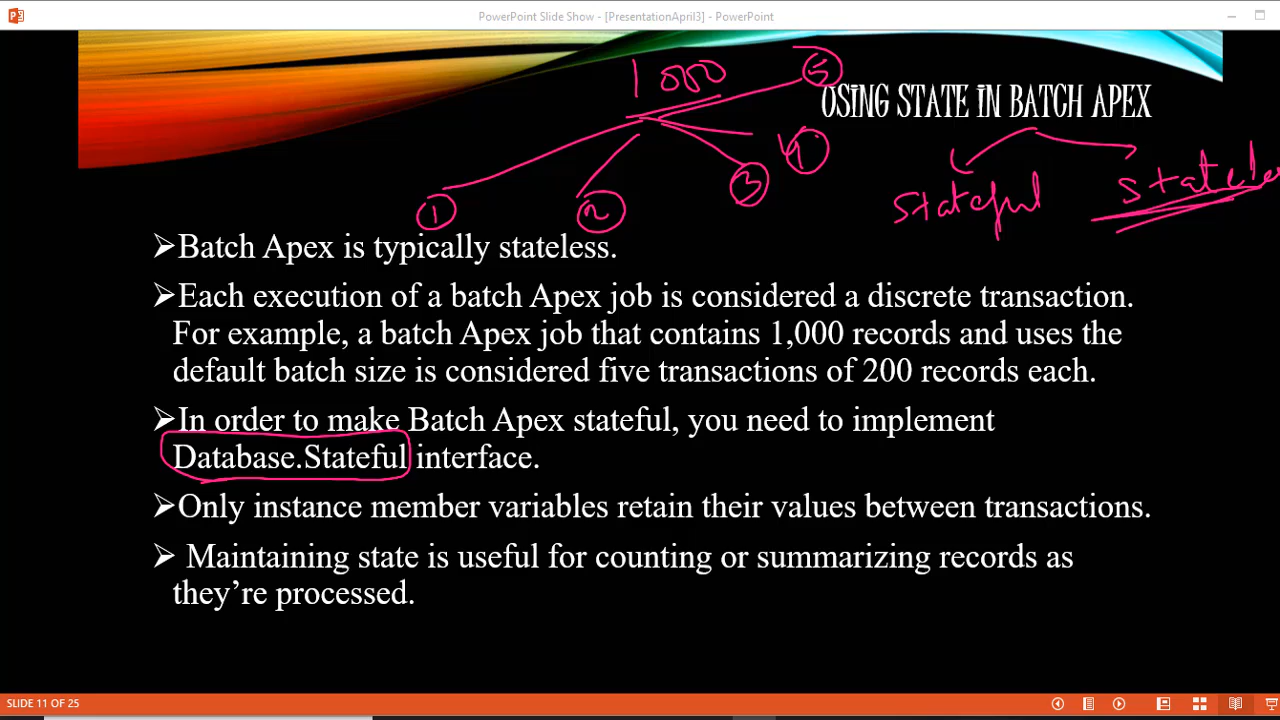 PowerPoint Slide Show - [PresentationApril3] - PowerPoint
1000
5
USING STATE IN BATCH APEX
4
3
1
2
stateful
➢Batch Apex is typically stateless.
➢Each execution of a batch Apex job is considered a discrete transaction.
For example, a batch Apex job that contains 1,000 records and uses the
default batch size is considered five transactions of 200 records each.
➢In order to make Batch Apex stateful, you need to implement
Database.Stateful interface.
➢Only instance member variables retain their values between transactions.
➢ Maintaining state is useful for counting or summarizing records as
they’re processed.
SLIDE 11 OF 25